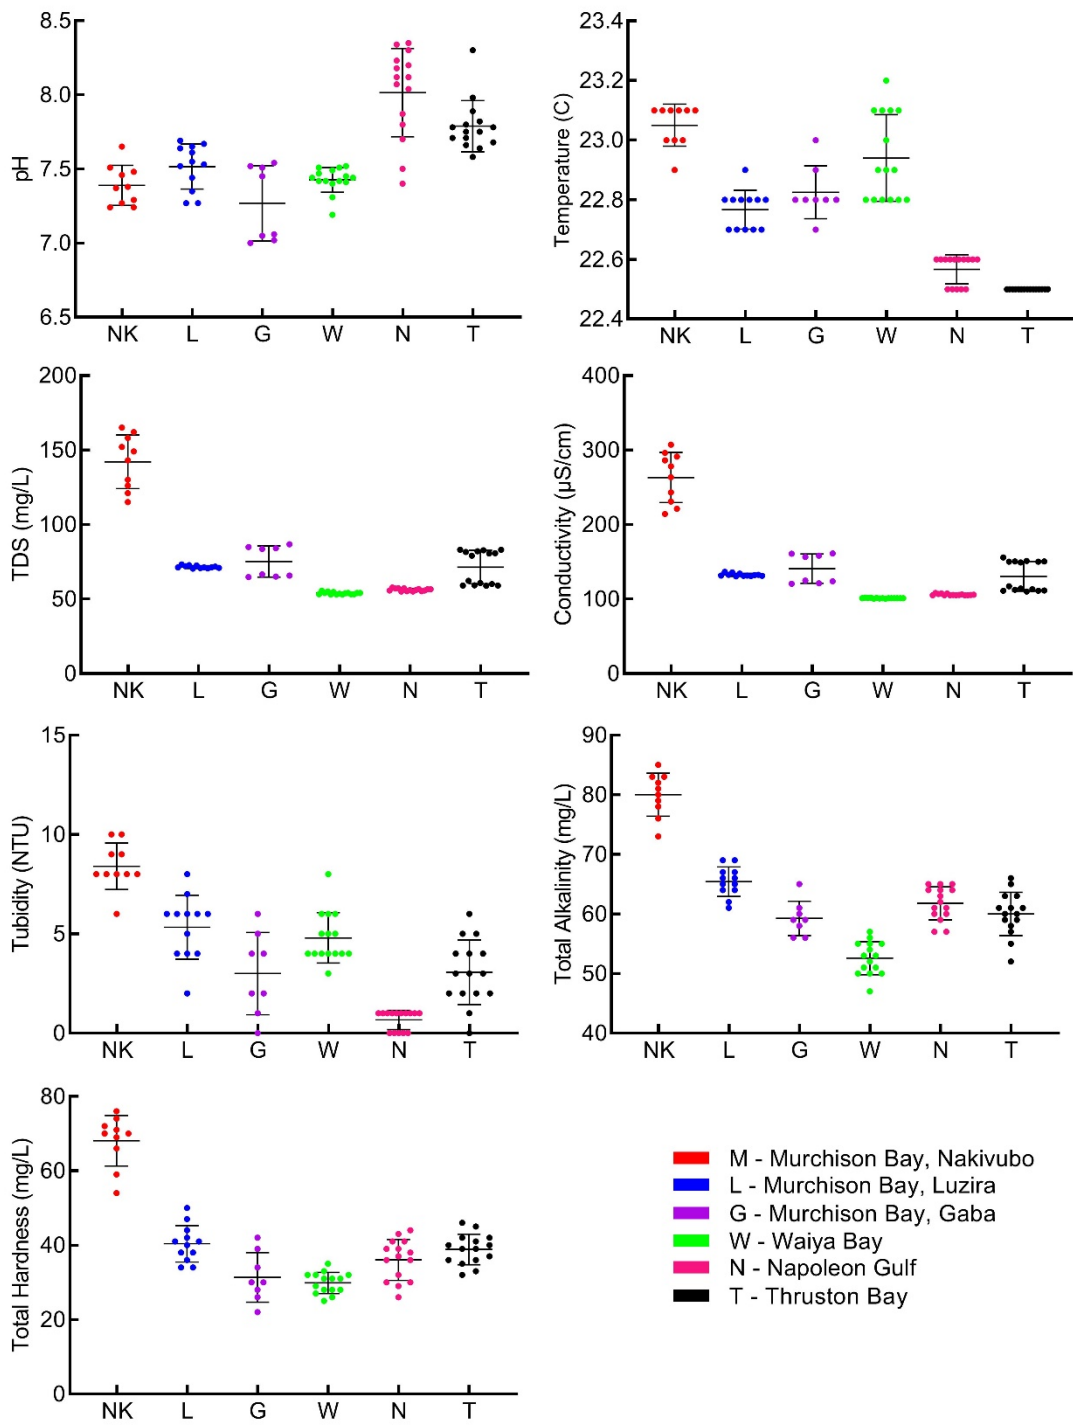 8.5
8.0
7.5
7.0
6.5
pH
NK L G W N T
23.4
23.2
23.0
22.8
22.6
22.4
Temperature (C)
NK L G W N T
200
150
100
50
0
TDS (mg/L)
NK L G W N T
400
300
200
100
0
Conductivity (µS/cm)
NK L G W N T
15
10
5
0
Tubidity (NTU)
NK L G W N T
90
80
70
60
50
40
Total Alkalinity (mg/L)
NK L G W N T
80
60
40
20
0
Total Hardness (mg/L)
NK L G W N T
M - Murchison Bay, Nakivubo
L - Murchison Bay, Luzira
G - Murchison Bay, Gaba
W - Waiya Bay
N - Napoleon Gulf
T - Thruston Bay